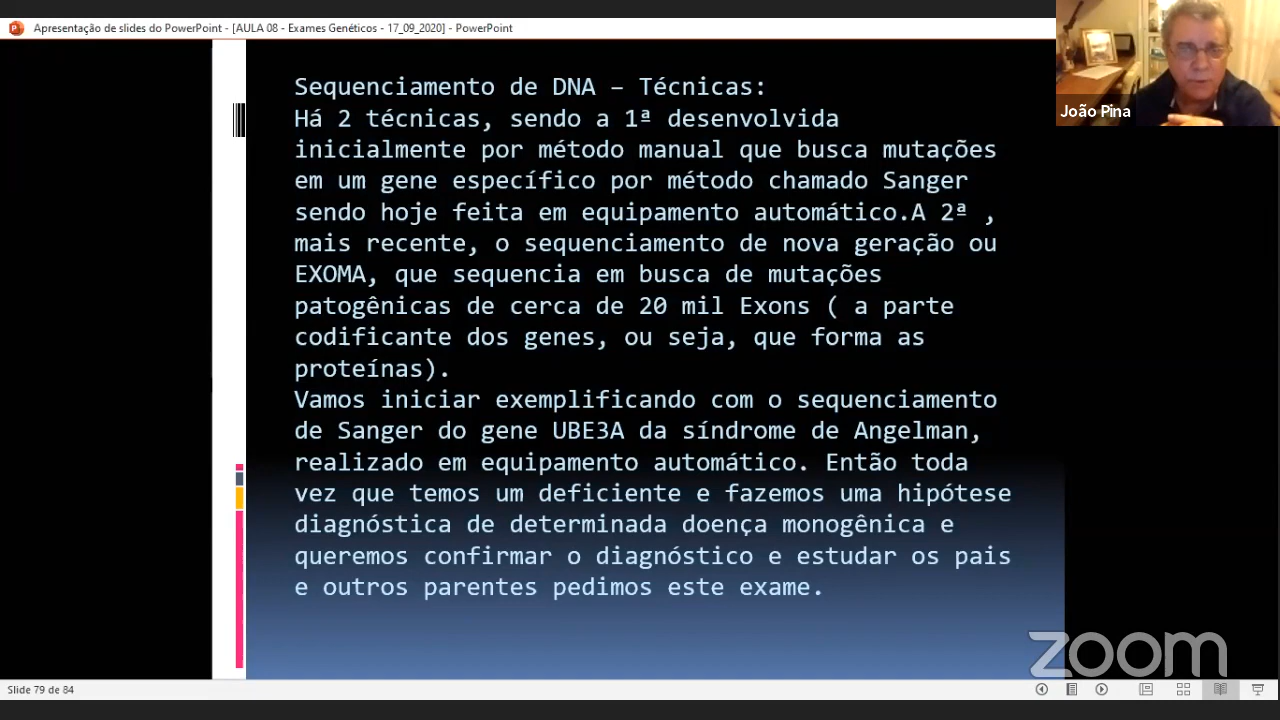 Apresentação de slides do PowerPoint - [AULA 08 - Exames Genéticos - 17_09_2020] - PowerPoint
João Pina
Sequenciamento de DNA – Técnicas:
Há 2 técnicas, sendo a 1ª desenvolvida
inicialmente por método manual que busca mutações
em um gene específico por método chamado Sanger
sendo hoje feita em equipamento automático.A 2ª ,
mais recente, o sequenciamento de nova geração ou
EXOMA, que sequencia em busca de mutações
patogênicas de cerca de 20 mil Exons ( a parte
codificante dos genes, ou seja, que forma as
proteínas).
Vamos iniciar exemplificando com o sequenciamento
de Sanger do gene UBE3A da síndrome de Angelman,
realizado em equipamento automático. Então toda
vez que temos um deficiente e fazemos uma hipótese
diagnóstica de determinada doença monogênica e
queremos confirmar o diagnóstico e estudar os pais
e outros parentes pedimos este exame.
zoom
Slide 79 de 84